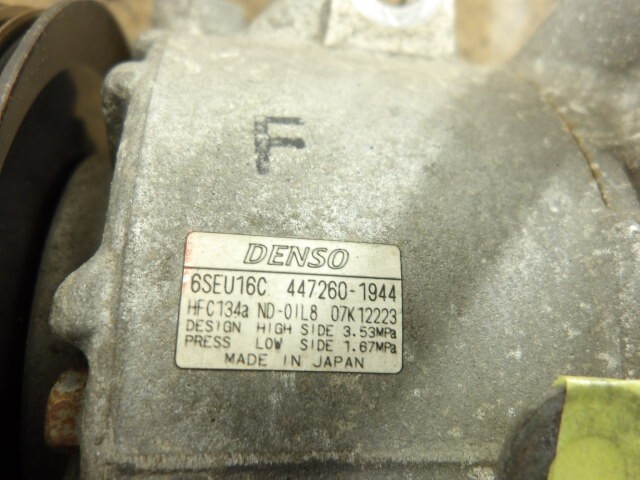 F
DENSO
6SEU16C 447260-1944
HFC134a ND-OIL8 07K12223
DESIGN HIGH SIDE 3.53MPa
PRESS LOW SIDE 1.67MPa
MADE IN JAPAN